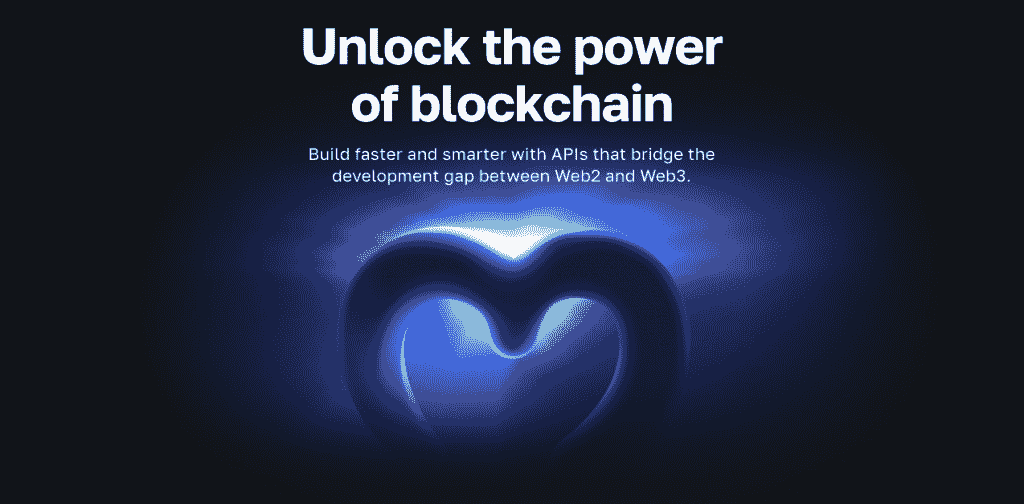 Unlock the power
of blockchain
Build faster and smarter with APIs that bridge the
development gap between Web2 and Web3.